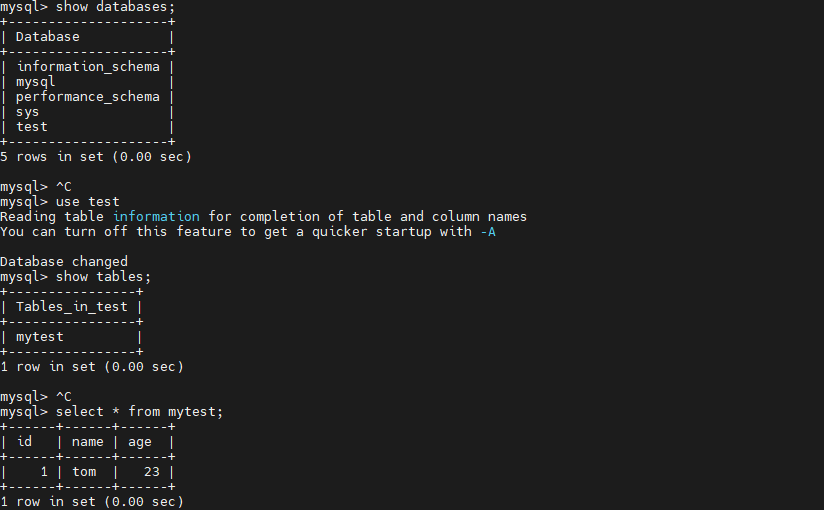 mysql> show databases;
+--------------------+
| Database           |
+--------------------+
| information_schema |
| mysql              |
| performance_schema |
| sys                |
| test               |
+--------------------+
5 rows in set (0.00 sec)

mysql> ^C
mysql> use test
Reading table information for completion of table and column names
You can turn off this feature to get a quicker startup with -A

Database changed
mysql> show tables;
+----------------+
| Tables_in_test |
+----------------+
| mytest         |
+----------------+
1 row in set (0.00 sec)

mysql> ^C
mysql> select * from mytest;
+------+------+------+
| id   | name | age  |
+------+------+------+
|    1 | tom  |   23 |
+------+------+------+
1 row in set (0.00 sec)